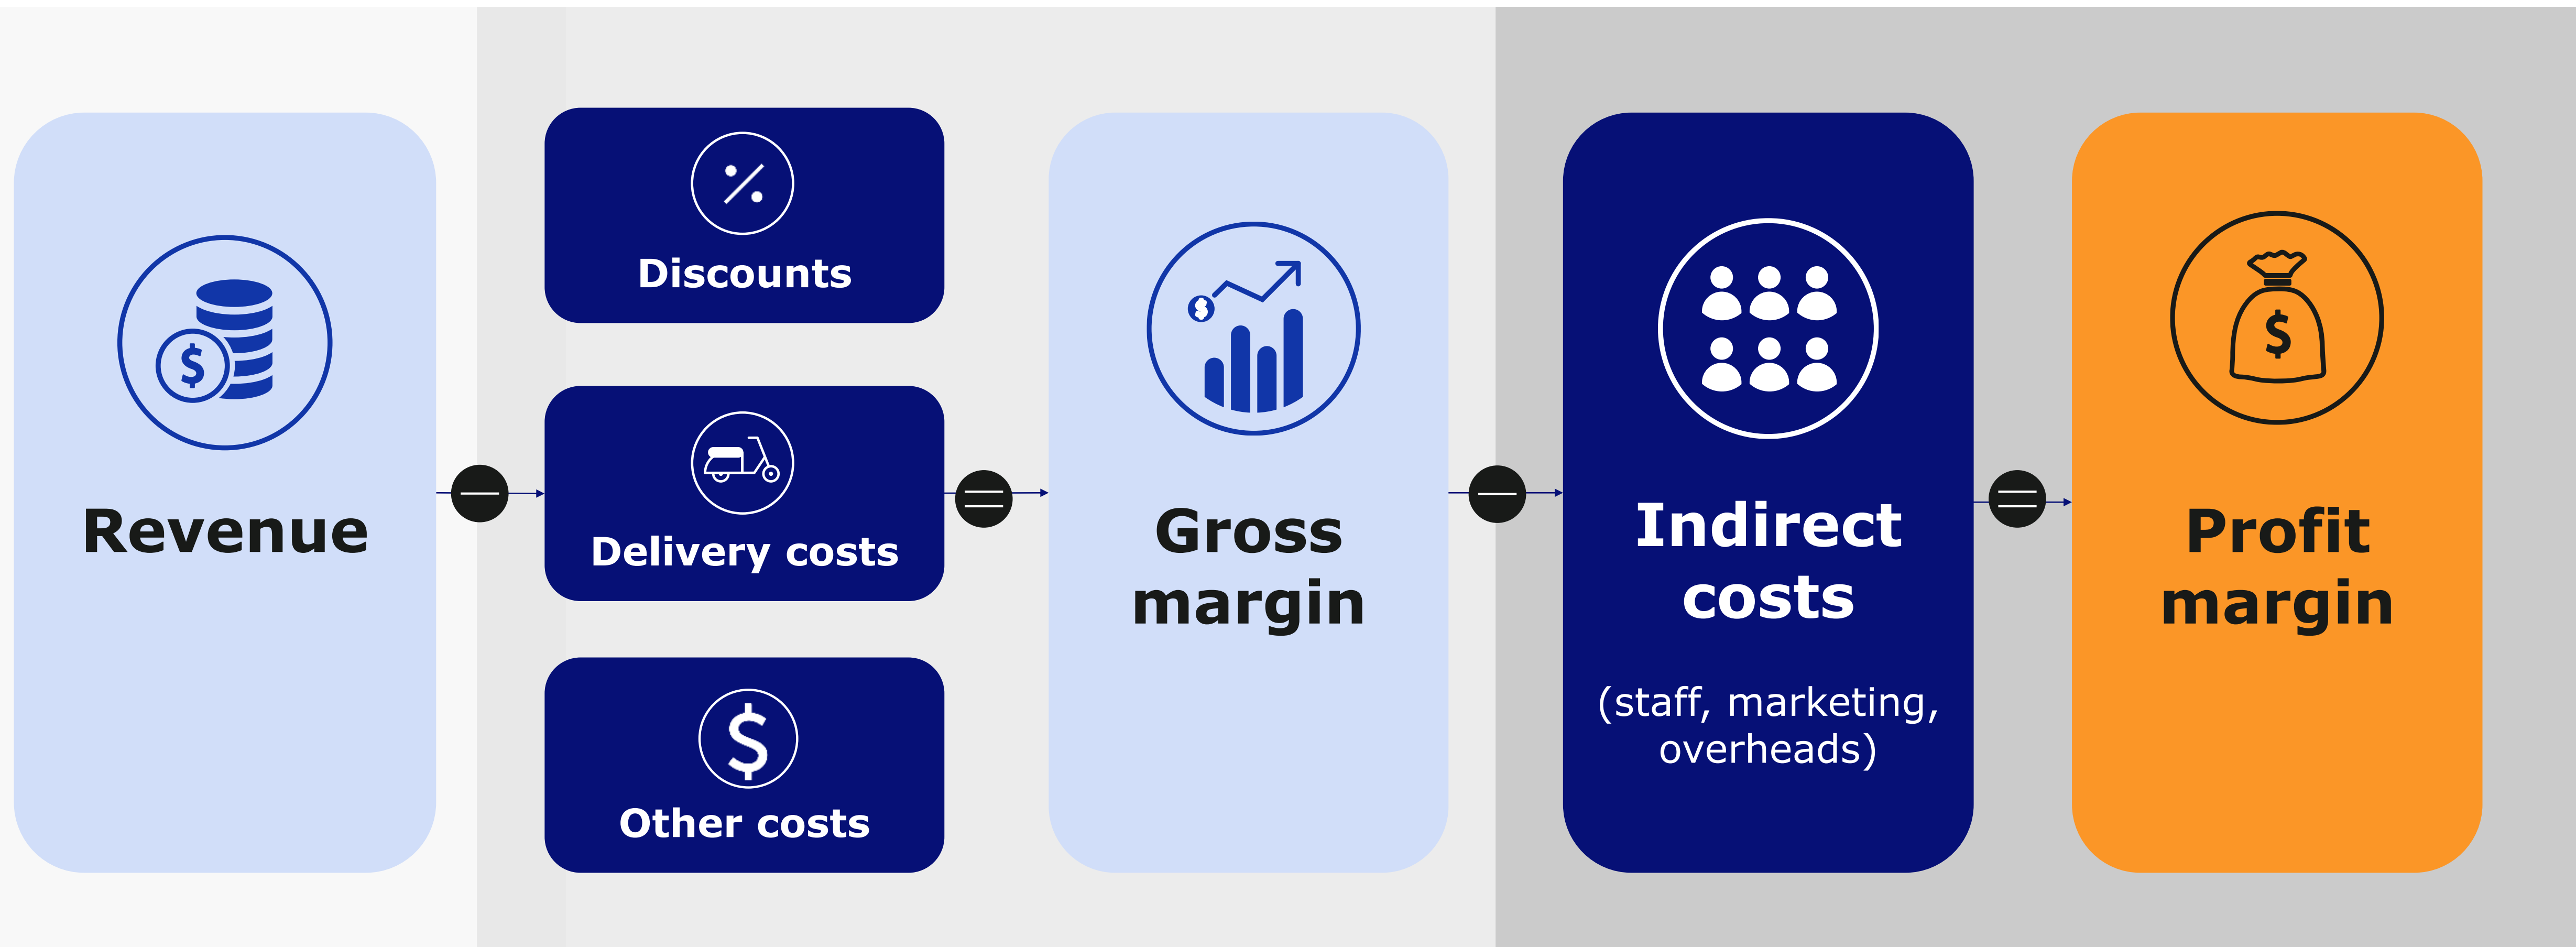 Revenue
Discounts
Delivery costs
Other costs
Gross
margin
Indirect
costs
(staff, marketing,
overheads)
Profit
margin
$
$
$
$